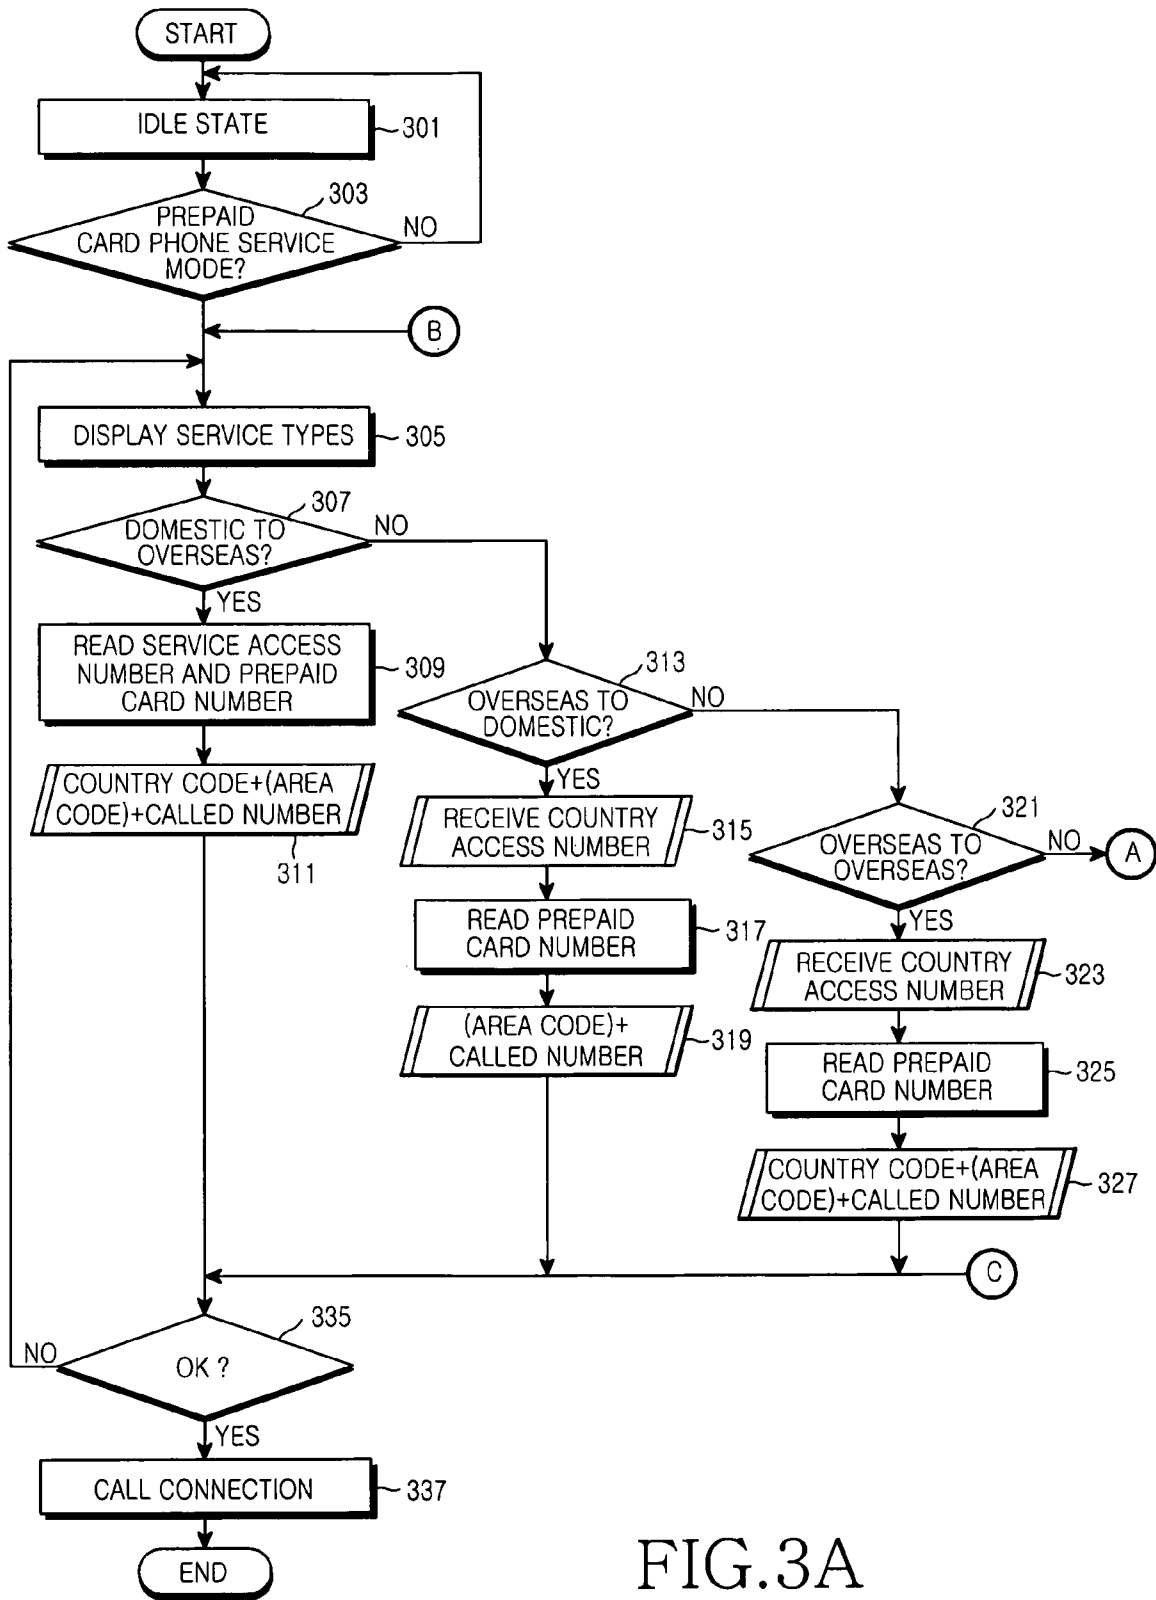 START
IDLE STATE
301
303
PREPAID
CARD PHONE SERVICE
MODE?
NO
B
DISPLAY SERVICE TYPES
305
307
DOMESTIC TO
OVERSEAS?
NO
YES
READ SERVICE ACCESS
NUMBER AND PREPAID
CARD NUMBER
309
COUNTRY CODE+(AREA
CODE)+CALLED NUMBER
311
313
OVERSEAS TO
DOMESTIC?
NO
YES
RECEIVE COUNTRY
ACCESS NUMBER
315
READ PREPAID
CARD NUMBER
317
(AREA CODE)+
CALLED NUMBER
319
321
OVERSEAS TO
OVERSEAS?
NO
A
YES
RECEIVE COUNTRY
ACCESS NUMBER
323
READ PREPAID
CARD NUMBER
325
COUNTRY CODE+(AREA
CODE)+CALLED NUMBER
327
C
335
OK ?
NO
YES
CALL CONNECTION
337
END
FIG.3A